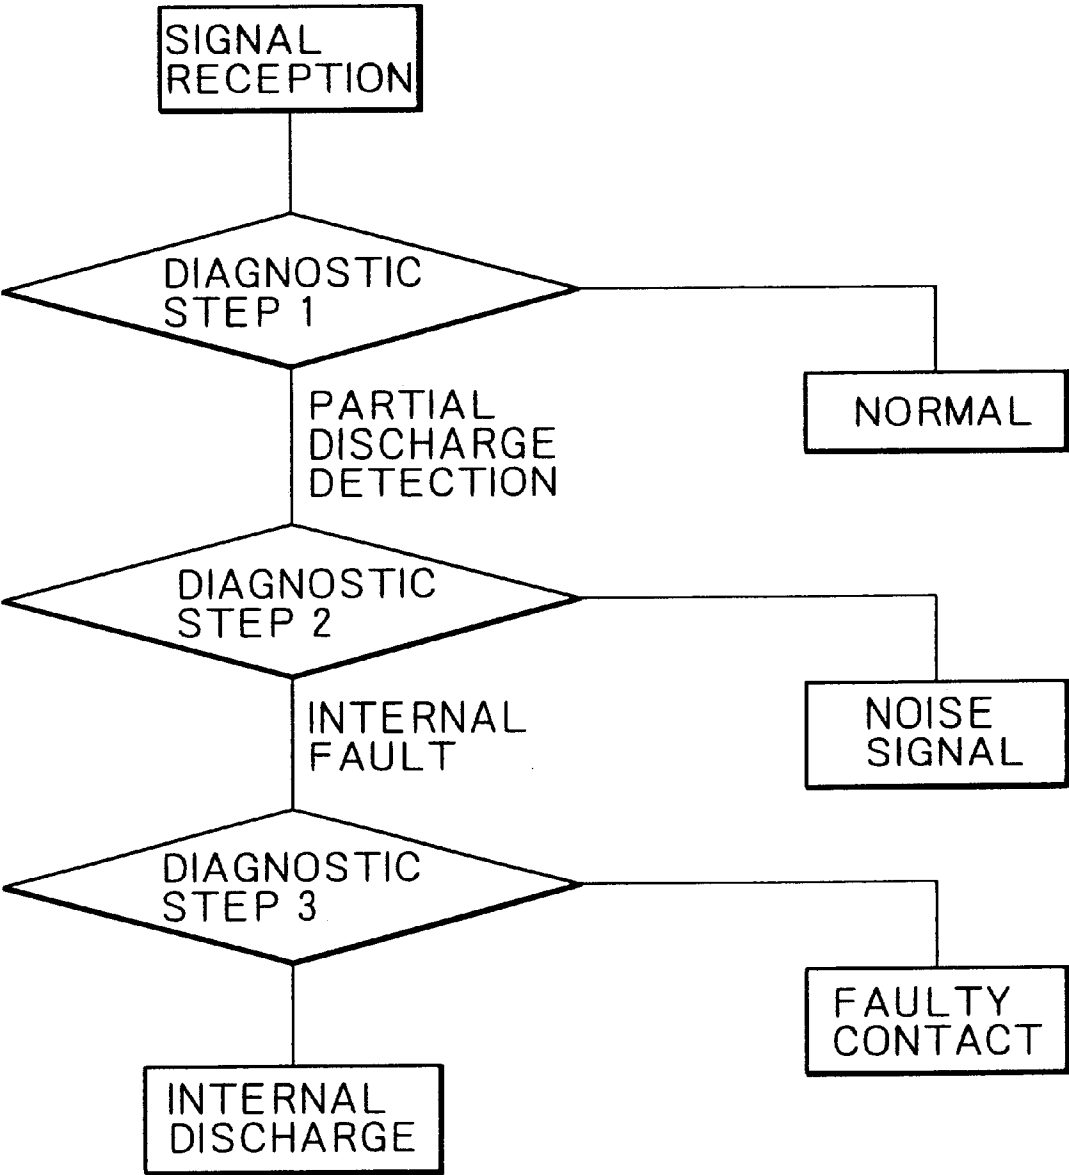 SIGNAL
RECEPTION
DIAGNOSTIC
STEP 1
NORMAL
PARTIAL
DISCHARGE
DETECTION
DIAGNOSTIC
STEP 2
NOISE
SIGNAL
INTERNAL
FAULT
DIAGNOSTIC
STEP 3
FAULTY
CONTACT
INTERNAL
DISCHARGE